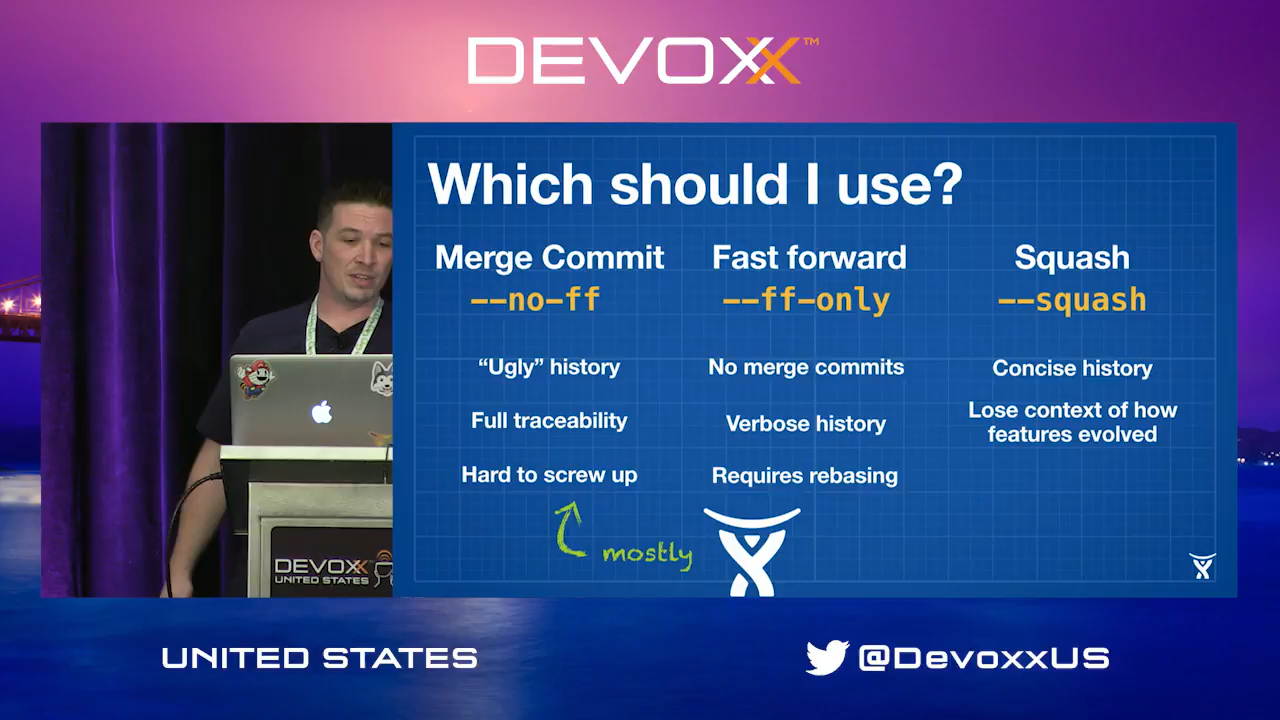 DEVOXX™
Which should I use?
Merge Commit
--no-ff
“Ugly” history
Full traceability
Hard to screw up
mostly
Fast forward
--ff-only
No merge commits
Verbose history
Requires rebasing
Squash
--squash
Concise history
Lose context of how
features evolved
DEVOXX
UNITED STATES
UNITED STATES
@DevoxxUS